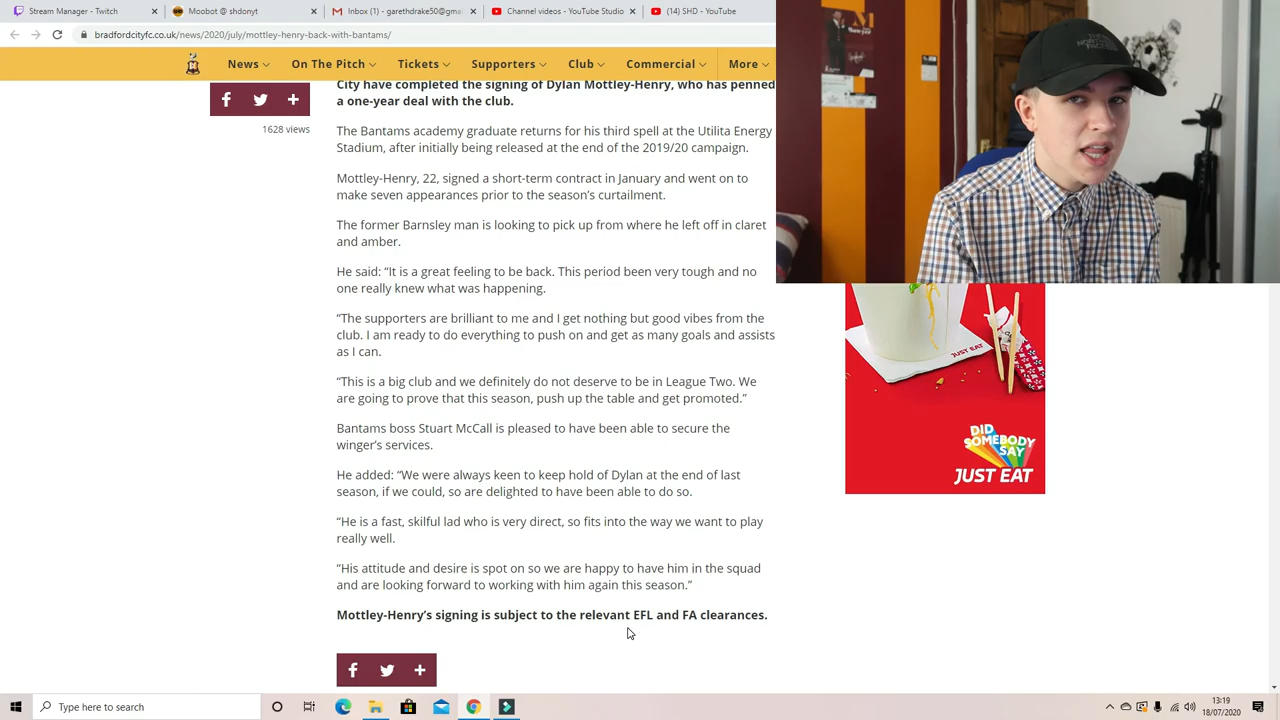 Stream Manager - Twitch
Moobot @ shdonyt
Inbox (1) - garethdrake50@gmai
Channel videos - YouTube Studio
(14) SHD - YouTube
bradfordcityfc.co.uk/news/2020/july/mottley-henry-back-with-bantams/
News
On The Pitch
Tickets
Supporters
Club
Commercial
More
1628 views
City have completed the signing of Dylan Mottley-Henry, who has penned
a one-year deal with the club.
The Bantams academy graduate returns for his third spell at the Utilita Energy
Stadium, after initially being released at the end of the 2019/20 campaign.
Mottley-Henry, 22, signed a short-term contract in January and went on to
make seven appearances prior to the season’s curtailment.
The former Barnsley man is looking to pick up from where he left off in claret
and amber.
He said: “It is a great feeling to be back. This period been very tough and no
one really knew what was happening.
“The supporters are brilliant to me and I get nothing but good vibes from the
club. I am ready to do everything to push on and get as many goals and assists
as I can.
“This is a big club and we definitely do not deserve to be in League Two. We
are going to prove that this season, push up the table and get promoted.”
Bantams boss Stuart McCall is pleased to have been able to secure the
winger’s services.
He added: “We were always keen to keep hold of Dylan at the end of last
season, if we could, so are delighted to have been able to do so.
“He is a fast, skilful lad who is very direct, so fits into the way we want to play
really well.
“His attitude and desire is spot on so we are happy to have him in the squad
and are looking forward to working with him again this season.”
Mottley-Henry’s signing is subject to the relevant EFL and FA clearances.
THE
NORTH
FACE
JUST EAT
DID
SOMEBODY
SAY
JUST EAT
Type here to search
13:19
18/07/2020